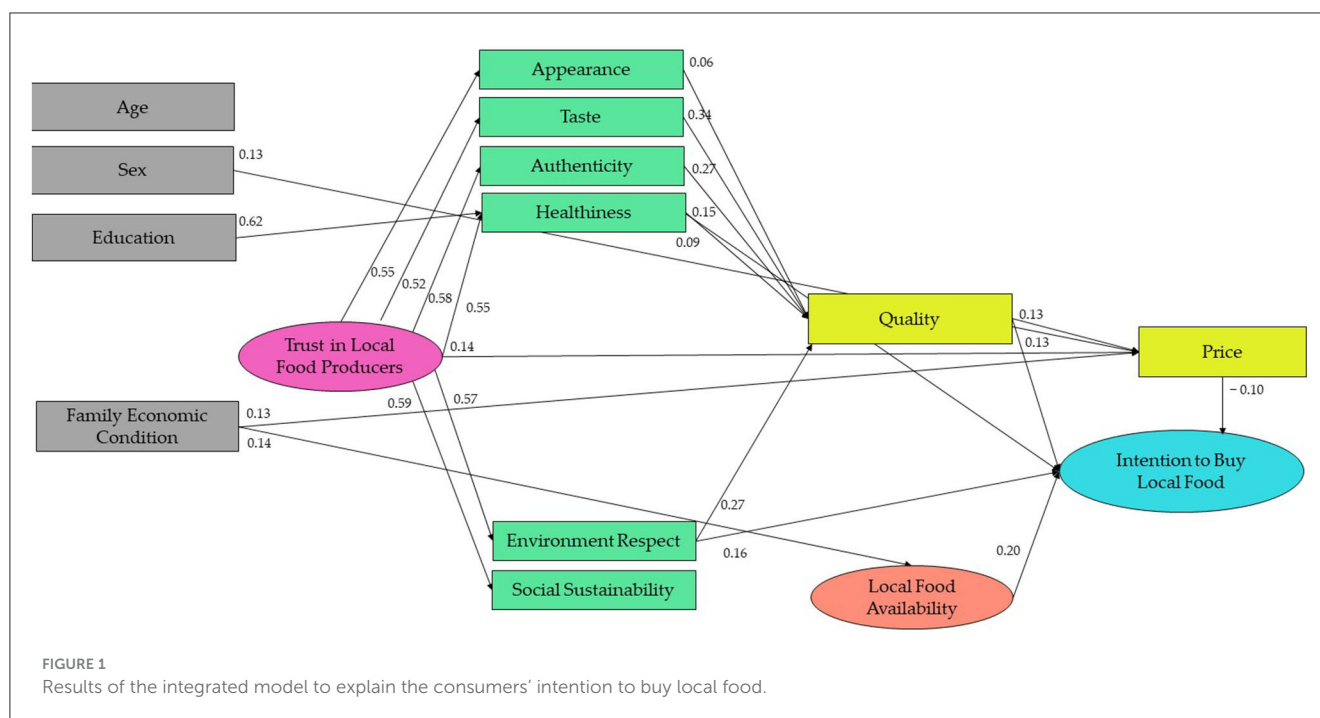 Appearance
0.06
Age
Taste
0.34
Sex
0.13
Authenticity
0.27
Education
0.62
Healthiness
0.15
0.09
0.55
0.52
0.58
0.55
Quality
0.13
0.13
Trust in Local
Food Producers
0.14
Price
0.59
0.57
− 0.10
Family Economic
Condition
0.13
0.14
Intention to Buy
Local Food
0.27
Environment Respect
0.16
0.20
Social Sustainability
Local Food
Availability
FIGURE 1
Results of the integrated model to explain the consumers’ intention to buy local food.